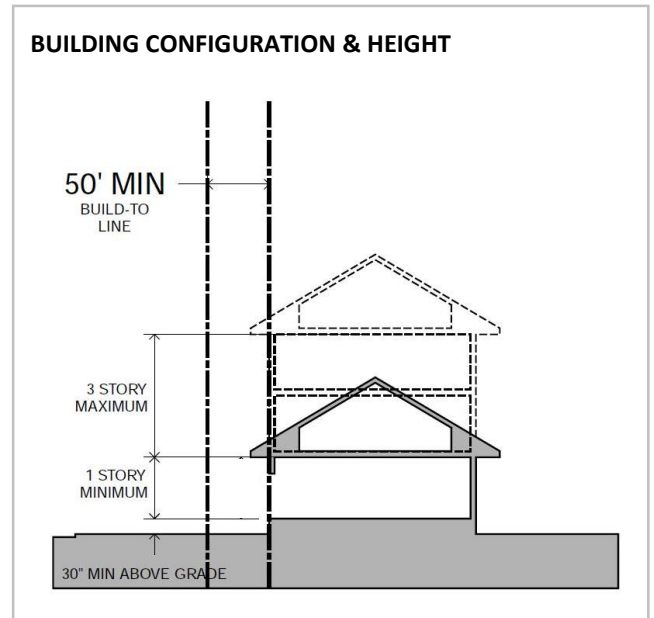 BUILDING CONFIGURATION & HEIGHT
50' MIN
BUILD-TO
LINE
3 STORY
MAXIMUM
1 STORY
MINIMUM
30" MIN ABOVE GRADE